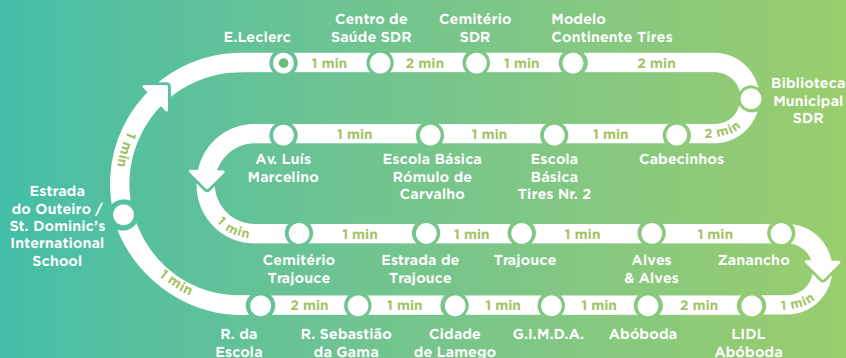 E.Leclerc
Centro de
Saúde SDR
Cemitério
SDR
Modelo
Continente Tires
1 min
2 min
1 min
2 min
Biblioteca
Municipal
SDR
2 min
1 min
1 min
1 min
Cabecinhos
Escola
Básica
Tires Nr. 2
Escola Básica
Rómulo de
Carvalho
Av. Luís
Marcelino
1 min
1 min
1 min
1 min
1 min
Cemitério
Trajouce
Estrada de
Trajouce
Trajouce
Alves
& Alves
Zanancho
1 min
2 min
1 min
1 min
1 min
2 min
LIDL
Abóboda
Abóboda
G.I.M.D.A.
Cidade
de Lamego
R. Sebastião
da Gama
R. da
Escola
1 min
Estrada
do Outeiro /
St. Dominic's
International
School
1 min